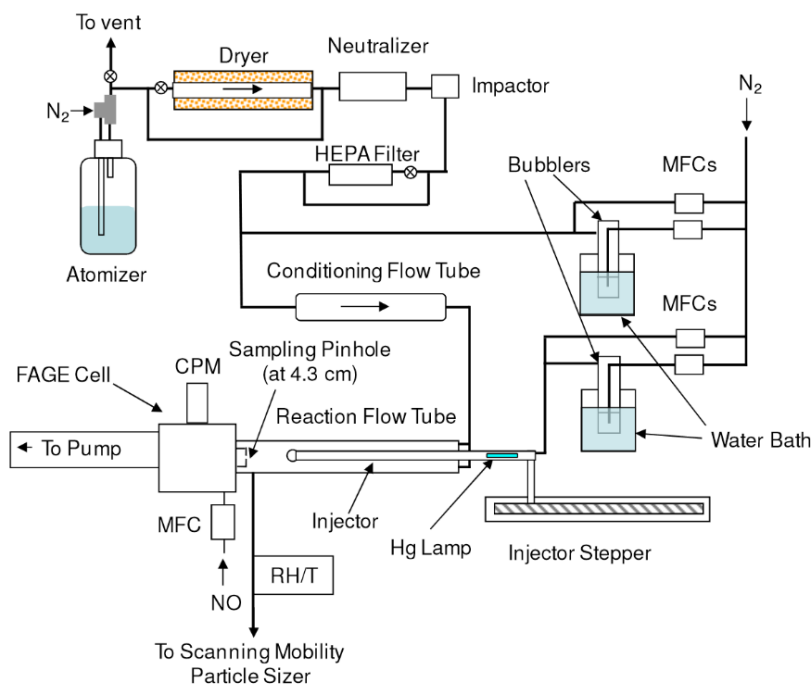 To vent
Dryer
Neutralizer
Impactor
N2
N2
HEPA Filter
Bubblers
MFCs
Atomizer
Conditioning Flow Tube
MFCs
Sampling Pinhole
(at 4.3 cm)
FAGE Cell
CPM
Reaction Flow Tube
To Pump
Water Bath
MFC
Injector
Hg Lamp
Injector Stepper
RH/T
NO
To Scanning Mobility
Particle Sizer